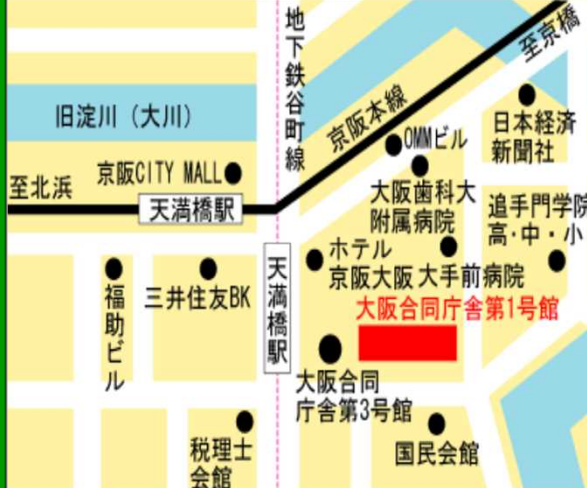 地下鉄谷町線
至京橋
旧淀川（大川）
京阪本線
OMMビル
日本経済
新聞社
京阪CITY MALL
至北浜
天満橋駅
大阪歯科大
附属病院
追手門学院
高・中・小
ホテル
京阪大阪
大手前病院
天満橋駅
福助ビル
三井住友BK
大阪合同庁舎第1号館
大阪合同
庁舎第3号館
税理士
会館
国民会館